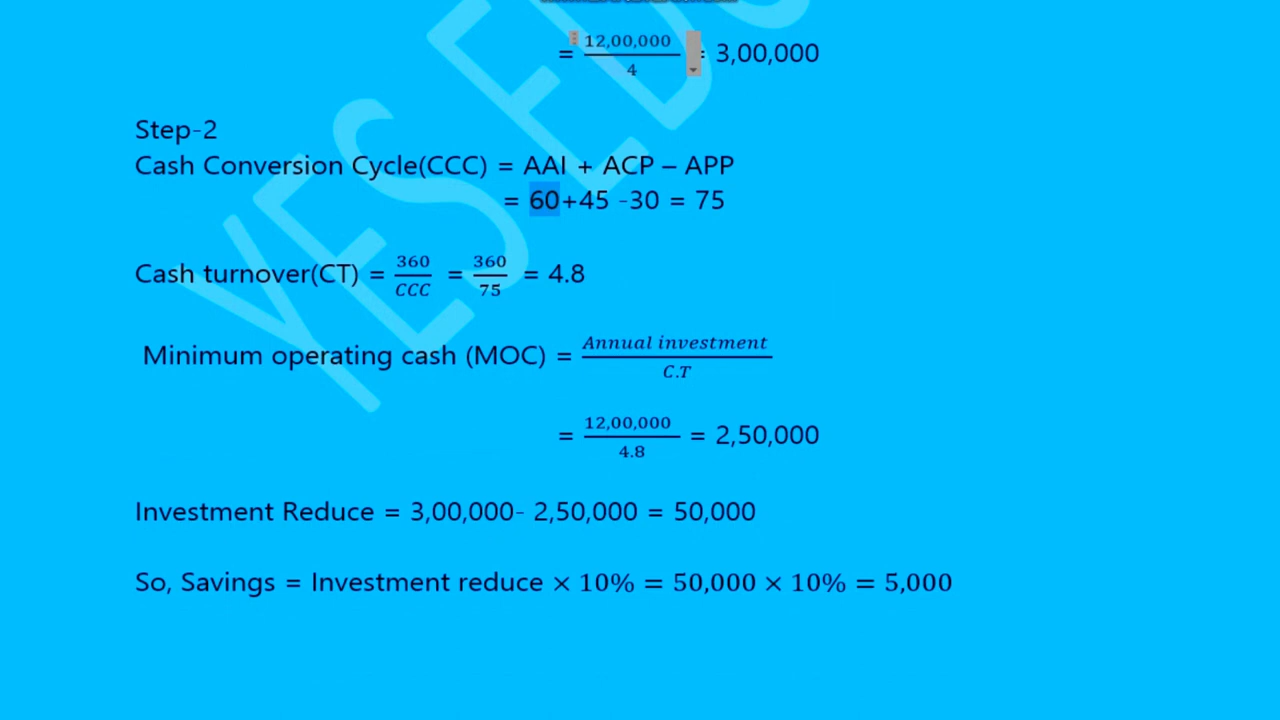 = 12,00,000/4 = 3,00,000
Step-2
Cash Conversion Cycle(CCC) = AAI + ACP – APP
= 60+45 -30 = 75
Cash turnover(CT) = 360/CCC = 360/75 = 4.8
Minimum operating cash (MOC) = Annual investment/C.T
= 12,00,000/4.8 = 2,50,000
Investment Reduce = 3,00,000- 2,50,000 = 50,000
So, Savings = Investment reduce × 10% = 50,000 × 10% = 5,000